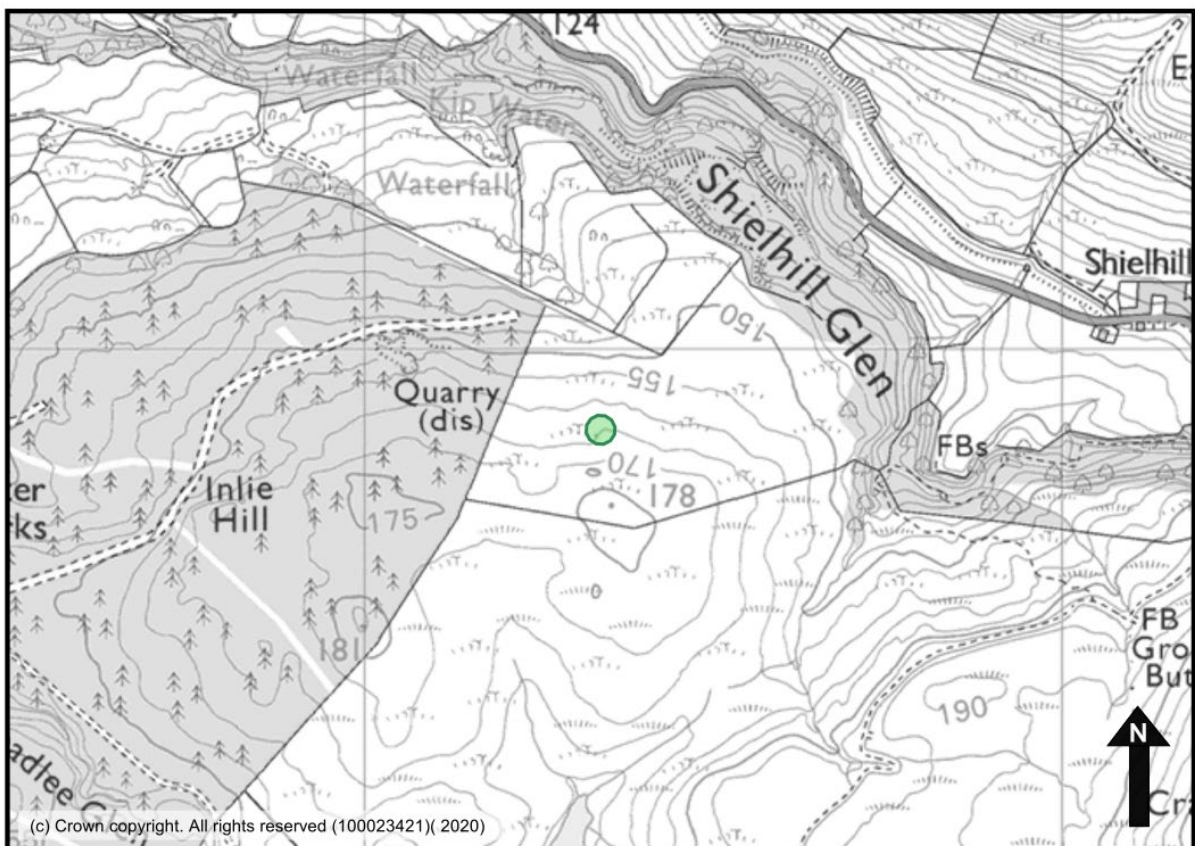 124
Waterfall
Kip Water
Waterfall
Shielhill Glen
Shielhill
150
155
Quarry
(dis)
FBs
170
178
Inlie
Hill
175
181
FB
190
N
(c) Crown copyright. All rights reserved (100023421)( 2020)